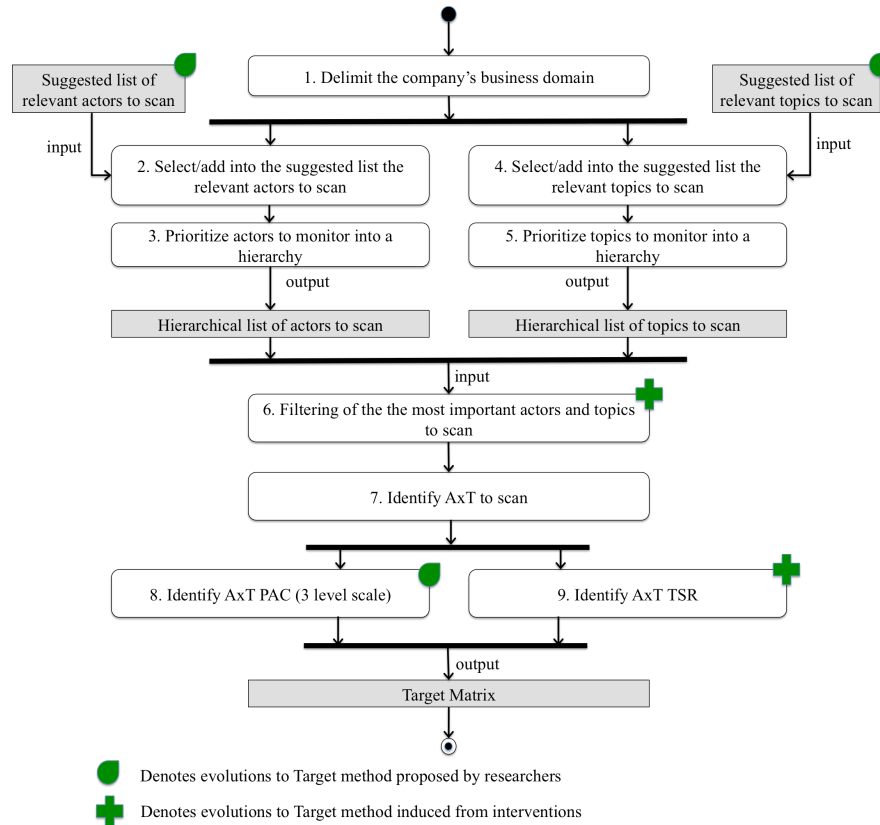 1. Delimit the company's business domain
Suggested list of
relevant actors to scan
Suggested list of
relevant topics to scan
input
input
2. Select/add into the suggested list the
relevant actors to scan
4. Select/add into the suggested list the
relevant topics to scan
3. Prioritize actors to monitor into a
hierarchy
5. Prioritize topics to monitor into a
hierarchy
output
output
Hierarchical list of actors to scan
Hierarchical list of topics to scan
input
6. Filtering of the the most important actors and topics
to scan
7. Identify AxT to scan
8. Identify AxT PAC (3 level scale)
9. Identify AxT TSR
output
Target Matrix
Denotes evolutions to Target method proposed by researchers
Denotes evolutions to Target method induced from interventions